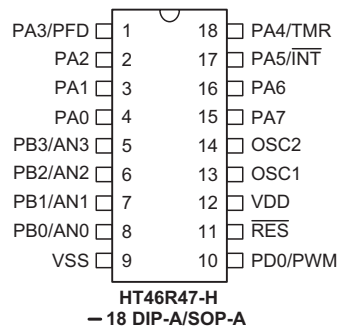 PA3/PFD 1 18 PA4/TMR
PA2 2 17 PA5/INT
PA1 3 16 PA6
PA0 4 15 PA7
PB3/AN3 5 14 OSC2
PB2/AN2 6 13 OSC1
PB1/AN1 7 12 VDD
PB0/AN0 8 11 RES
VSS 9 10 PD0/PWM
HT46R47-H
– 18 DIP-A/SOP-A